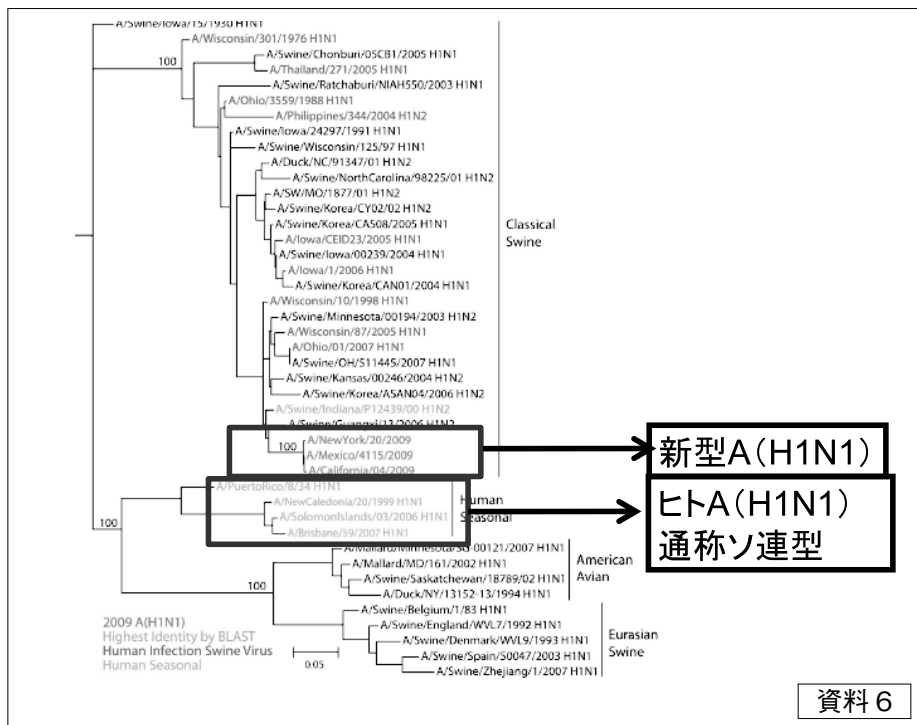 A/Swine/Iowa/15/1930 H1N1
A/Wisconsin/301/1976 H1N1
100
A/Swine/Chonburi/05CB1/2005 H1N1
A/Thailand/271/2005 H1N1
A/Swine/Ratchaburi/NIAH550/2003 H1N1
A/Ohio/3559/1988 H1N1
A/Philippines/344/2004 H1N2
A/Swine/Iowa/24297/1991 H1N1
A/Swine/Wisconsin/125/97 H1N1
A/Duck/NC/91347/01 H1N2
A/Swine/NorthCarolina/98225/01 H1N2
A/SW/MO/1877/01 H1N2
A/Swine/Korea/CY02/02 H1N2
A/Swine/Korea/CAS08/2005 H1N1
A/Iowa/CEID23/2005 H1N1
A/Swine/Iowa/00239/2004 H1N1
A/Iowa/1/2006 H1N1
A/Swine/Korea/CAN01/2004 H1N1
Classical
Swine
A/Wisconsin/10/1998 H1N1
A/Swine/Minnesota/00194/2003 H1N2
A/Wisconsin/87/2005 H1N1
A/Ohio/01/2007 H1N1
A/Swine/OH/511445/2007 H1N1
A/Swine/Kansas/00246/2004 H1N2
A/Swine/Korea/ASAN04/2006 H1N2
A/Swine/Indiana/P12439/00 H1N2
A/Swine/Guangxi/13/2006 H1N2
100
A/NewYork/20/2009
A/Mexico/4115/2009
A/California/04/2009
新型A(H1N1)
A/PuertoRico/8/34 H1N1
A/NewCaledonia/20/1999 H1N1
A/SolomonIslands/03/2006 H1N1
A/Brisbane/59/2007 H1N1
Human
Seasonal
ヒトA(H1N1)
通称ソ連型
100
A/Mallard/Minnesota/SG-00121/2007 H1N1
A/Mallard/MD/161/2002 H1N1
A/Swine/Saskatchewan/18789/02 H1N1
A/Duck/NY/13152-13/1994 H1N1
American
Avian
100
A/Swine/Belgium/1/83 H1N1
A/Swine/England/WVL7/1992 H1N1
A/Swine/Denmark/WVL9/1993 H1N1
A/Swine/Spain/50047/2003 H1N1
A/Swine/Zhejiang/1/2007 H1N1
Eurasian
Swine
2009 A(H1N1)
Highest Identity by BLAST
Human Infection Swine Virus
Human Seasonal
0.05
資料6